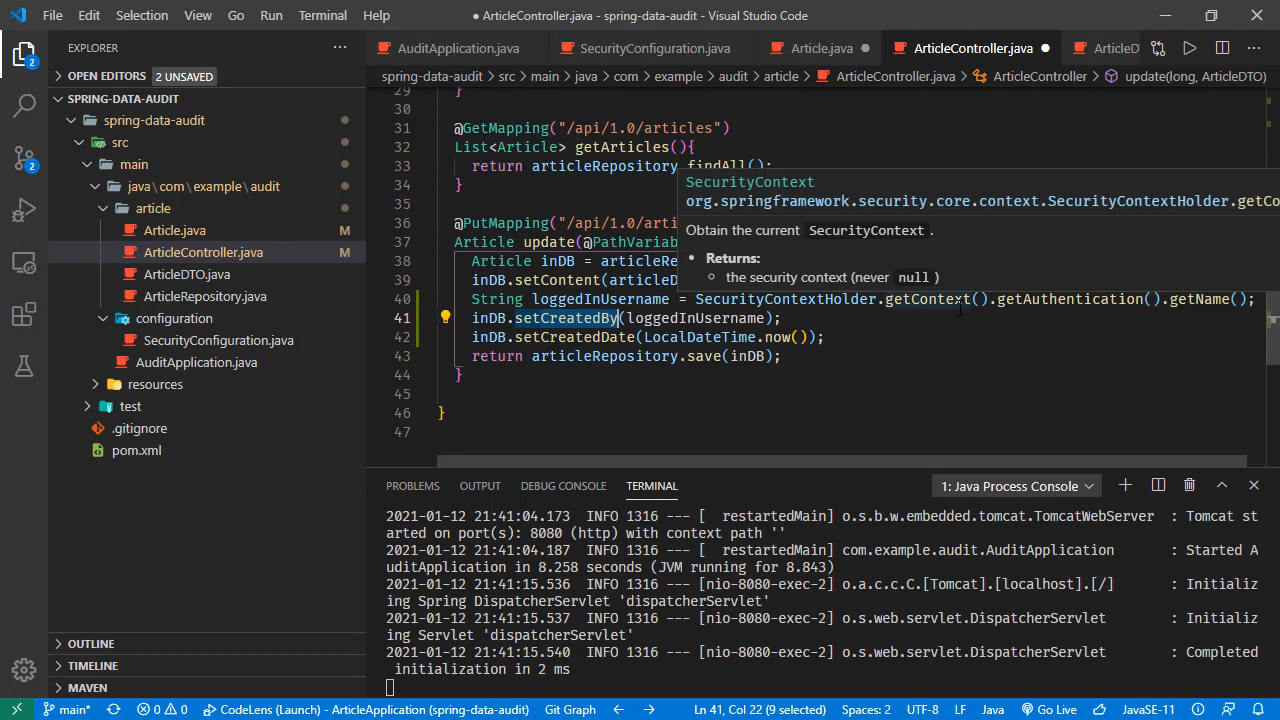 File Edit Selection View Go Run Terminal Help
● ArticleController.java - spring-data-audit - Visual Studio Code
EXPLORER
AuditApplication.java SecurityConfiguration.java Article.java ● ArticleController.java ● ArticleD
OPEN EDITORS 2 UNSAVED
spring-data-audit > src > main > java > com > example > audit > article > ArticleController.java > ArticleController > update(long, ArticleDTO)
SPRING-DATA-AUDIT
spring-data-audit
src
main
java\com\example\audit
article
Article.java M
ArticleController.java M
ArticleDTO.java
ArticleRepository.java
configuration
SecurityConfiguration.java
AuditApplication.java
resources
test
.gitignore
pom.xml
OUTLINE
TIMELINE
MAVEN
2
2
29 }
30
31 @GetMapping("/api/1.0/articles")
32 List<Article> getArticles(){
33 return articleRepository.findAll();
34 }
35
36 @PutMapping("/api/1.0/arti
37 Article update(@PathVariab
38 Article inDB = articleRe
39 inDB.setContent(articleD
40 String loggedInUsername = SecurityContextHolder.getContext().getAuthentication().getName();
41 inDB.setCreatedBy(loggedInUsername);
42 inDB.setCreatedDate(LocalDateTime.now());
43 return articleRepository.save(inDB);
44 }
45
46 }
47
SecurityContext
org.springframework.security.core.context.SecurityContextHolder.getCo
Obtain the current SecurityContext.
• Returns:
○ the security context (never null)
PROBLEMS OUTPUT DEBUG CONSOLE TERMINAL 1: Java Process Console
2021-01-12 21:41:04.173 INFO 1316 --- [ restartedMain] o.s.b.w.embedded.tomcat.TomcatWebServer : Tomcat st
arted on port(s): 8080 (http) with context path ''
2021-01-12 21:41:04.187 INFO 1316 --- [ restartedMain] com.example.audit.AuditApplication : Started A
uditApplication in 8.258 seconds (JVM running for 8.843)
2021-01-12 21:41:15.536 INFO 1316 --- [nio-8080-exec-2] o.a.c.c.C.[Tomcat].[localhost].[/] : Initializ
ing Spring DispatcherServlet 'dispatcherServlet'
2021-01-12 21:41:15.537 INFO 1316 --- [nio-8080-exec-2] o.s.web.servlet.DispatcherServlet : Initializ
ing Servlet 'dispatcherServlet'
2021-01-12 21:41:15.540 INFO 1316 --- [nio-8080-exec-2] o.s.web.servlet.DispatcherServlet : Completed
initialization in 2 ms
main* 0 0 CodeLens (Launch) - ArticleApplication (spring-data-audit) Git Graph Ln 41, Col 22 (9 selected) Spaces: 2 UTF-8 LF Java Go Live JavaSE-11